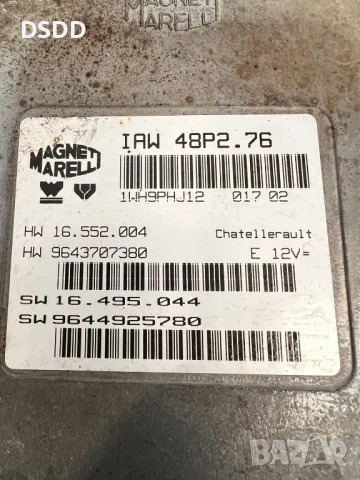 DSDD
MAGNETI
MARELLI
MAGNETI
MARELLI
IAW 48P2.76
1WH9PHJ12 017 02
HW 16.552.004 Chatellerault
HW 9643707380 E 12V=
SW 16.495.044
SW 9644925780
BAZAR